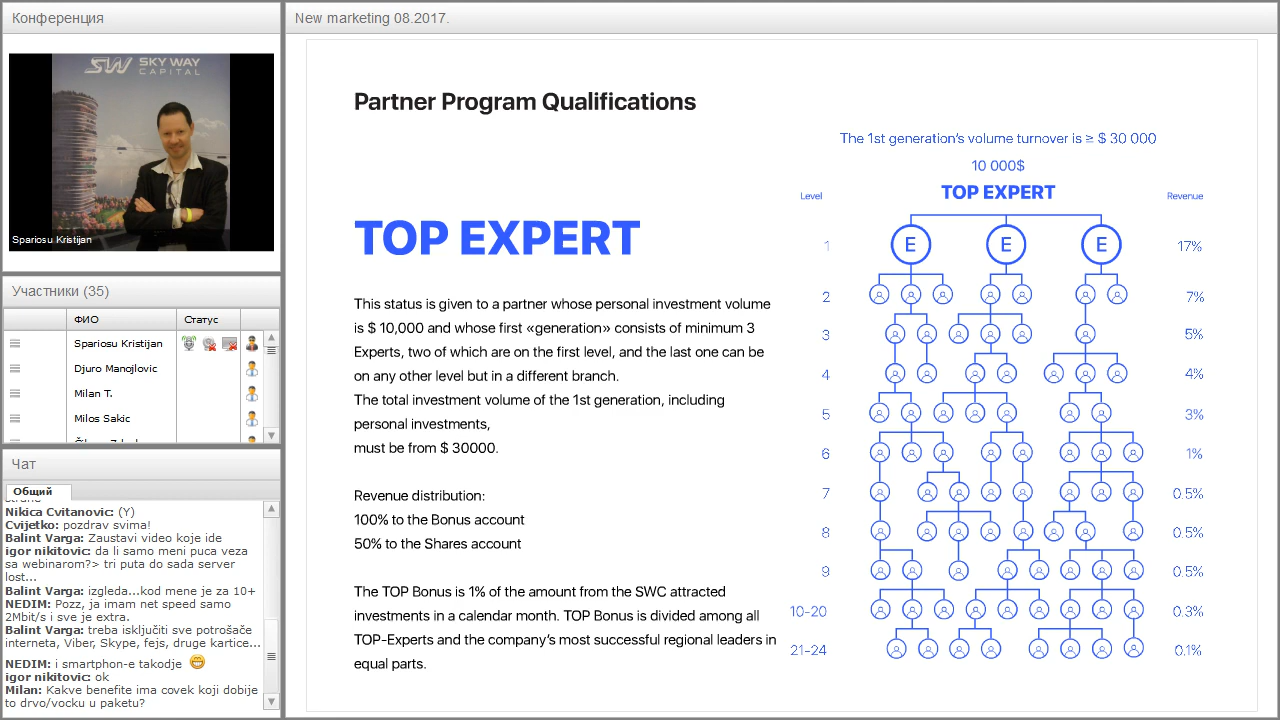 Конференция
SW SKY WAY
CAPITAL
Spariosu Kristijan
Участники (35)
ФИО
Статус
Spariosu Kristijan
Djuro Manojlovic
Milan T.
Milos Sakic
Чат
Общий
Nikica Cvitanovic: (Y)
Cvijetko: pozdrav svima!
Balint Varga: Zaustavi video koje ide
igor nikitovic: da li samo meni puca veza
sa webinarom?> tri puta do sada server
lost...
Balint Varga: izgleda...kod mene je za 10+
NEDIM: Pozz, ja imam net speed samo
2Mbit/s i sve je extra.
Balint Varga: treba isključiti sve potrošače
interneta, Viber, Skype, fejs, druge kartice...
NEDIM: i smartphon-e takodje
igor nikitovic: ok
Milan: Kakve benefite ima covek koji dobije
to drvo/vocku u paketu?
New marketing 08.2017.
Partner Program Qualifications
TOP EXPERT
This status is given to a partner whose personal investment volume
is $ 10,000 and whose first «generation» consists of minimum 3
Experts, two of which are on the first level, and the last one can be
on any other level but in a different branch.
The total investment volume of the 1st generation, including
personal investments,
must be from $ 30000.
Revenue distribution:
100% to the Bonus account
50% to the Shares account
The TOP Bonus is 1% of the amount from the SWC attracted
investments in a calendar month. TOP Bonus is divided among all
TOP-Experts and the company's most successful regional leaders in
equal parts.
The 1st generation's volume turnover is ≥ $ 30 000
10 000$
Level TOP EXPERT Revenue
1 E E E 17%
2 7%
3 5%
4 4%
5 3%
6 1%
7 0.5%
8 0.5%
9 0.5%
10-20 0.3%
21-24 0.1%